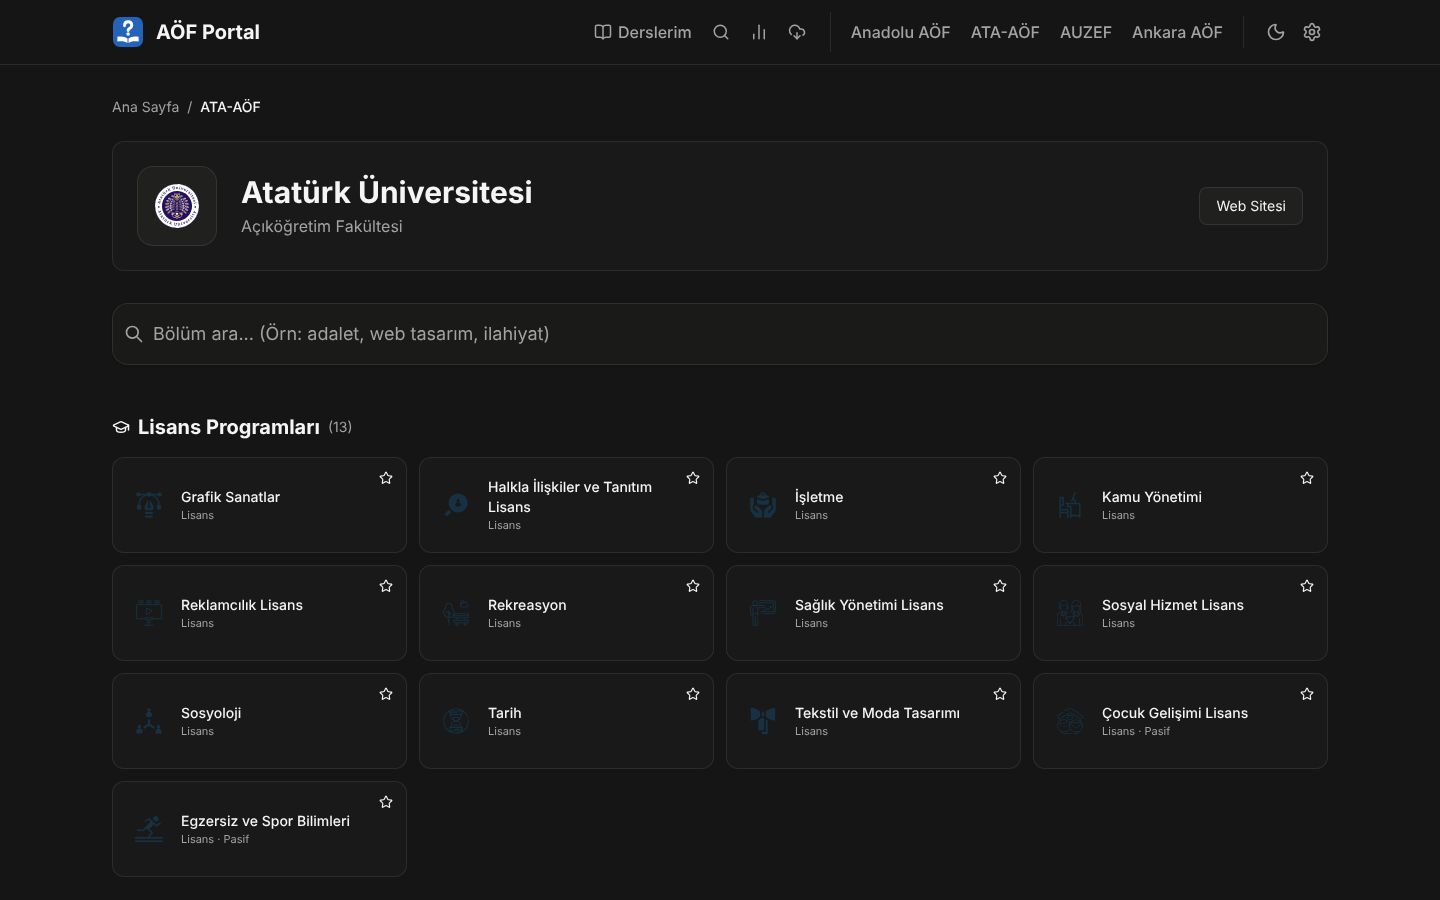 AÖF Portal
Derslerim
Anadolu AÖF
ATA-AÖF
AUZEF
Ankara AÖF
Ana Sayfa / ATA-AÖF
Atatürk Üniversitesi
Açıköğretim Fakültesi
Web Sitesi
Bölüm ara... (Örn: adalet, web tasarım, ilahiyat)
Lisans Programları (13)
Grafik Sanatlar
Lisans
Halkla İlişkiler ve Tanıtım
Lisans
Lisans
İşletme
Lisans
Kamu Yönetimi
Lisans
Reklamcılık Lisans
Lisans
Rekreasyon
Lisans
Sağlık Yönetimi Lisans
Lisans
Sosyal Hizmet Lisans
Lisans
Sosyoloji
Lisans
Tarih
Lisans
Tekstil ve Moda Tasarımı
Lisans
Çocuk Gelişimi Lisans
Lisans · Pasif
Egzersiz ve Spor Bilimleri
Lisans · Pasif